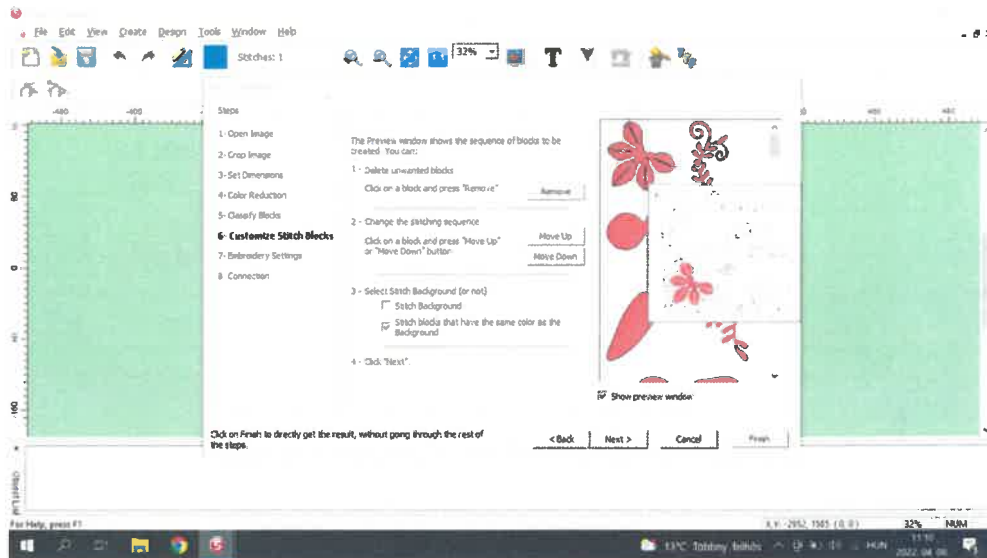 File Edit View Create Design Tools Window Help
Stitches: 1
32%
-400
Steps
1- Open Image
2- Crop Image
3- Set Dimensions
4- Color Reduction
5- Classify Blocks
6- Customize Stitch Blocks
7- Embroidery Settings
8 Connection
The Preview window shows the sequence of blocks to be
created. You can:
1 - Delete unwanted blocks
Click on a block and press "Remove"
Remove
2 - Change the stitching sequence
Click on a block and press "Move Up"
or "Move Down" button
Move Up
Move Down
3 - Select Stitch Background (or not)
Stitch Background
Stitch blocks that have the same color as the
Background
4 - Click "Next".
Show preview window
Click on Finish to directly get the result, without going through the rest of
the steps.
< Back
Next >
Cancel
Finish
Object List
For Help, press F1
32%
NUM
13°C
HUN
11:10